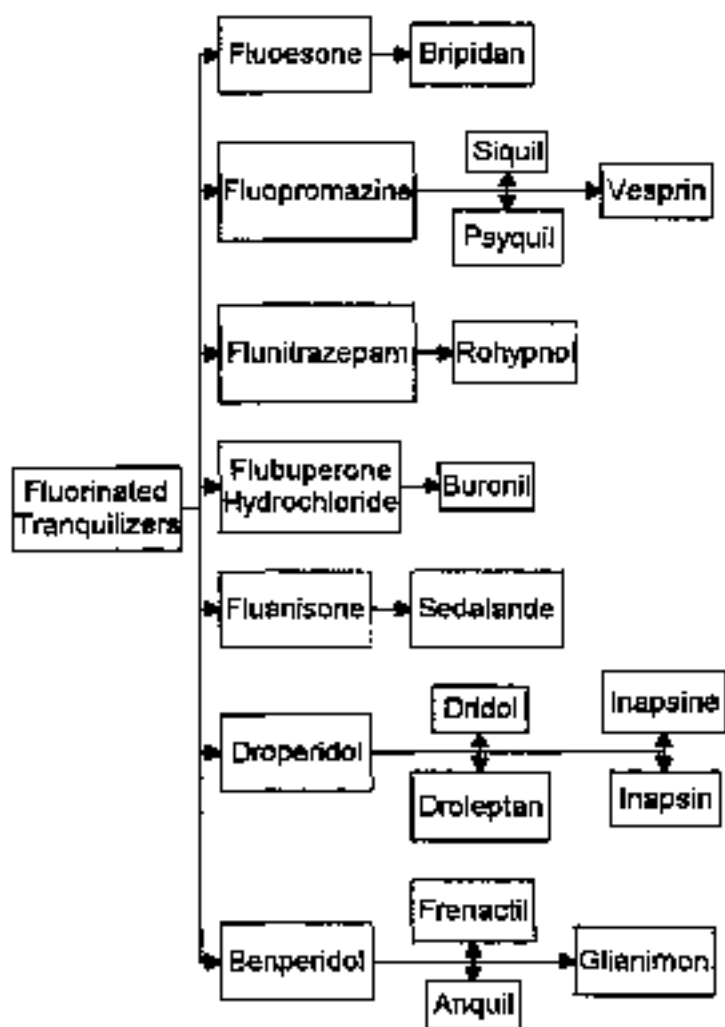 Fluoesone
Bripidan
Siquil
Fluopromazine
Vesprin
Psyquil
Flunitrazepam
Rohypnol
Flubuperone
Hydrochloride
Buronil
Fluorinated
Tranquilizers
Fluanisone
Sedalande
Dridol
Inapsine
Droperidol
Droleptan
Inapsin
Frenactil
Benperidol
Glianimon.
Anquil